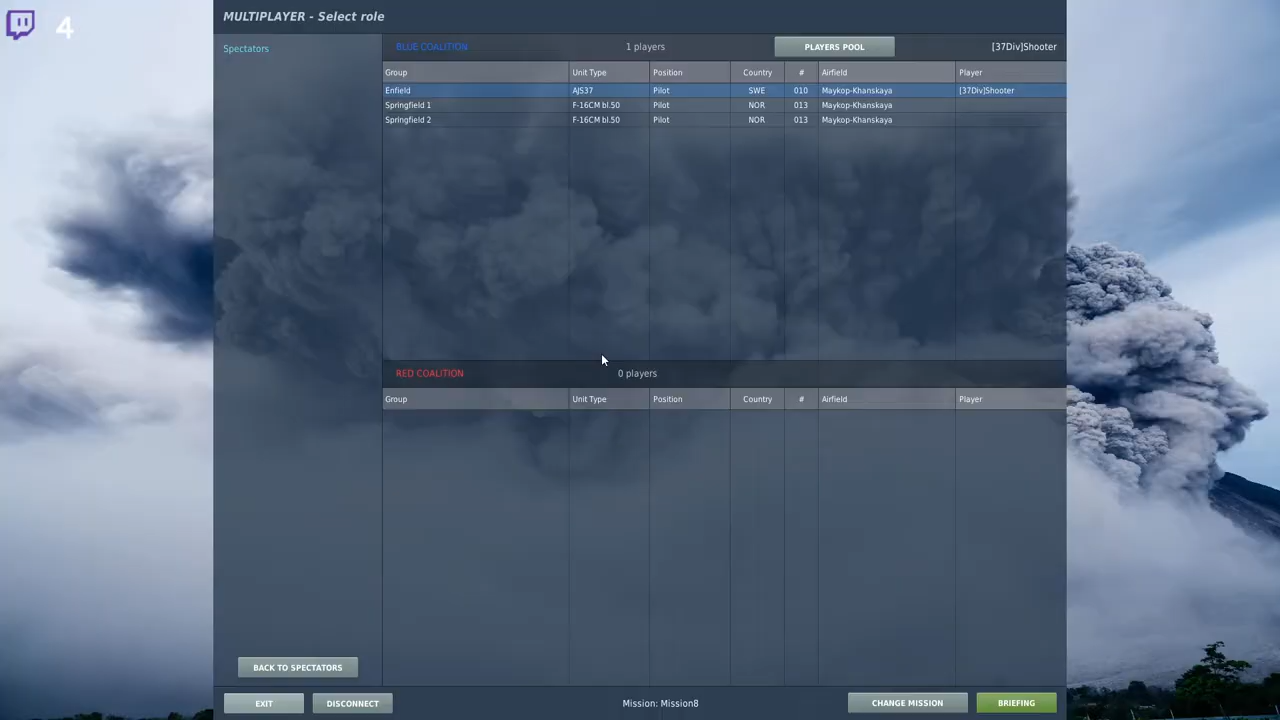 4
MULTIPLAYER - Select role
Spectators
BLUE COALITION 1 players PLAYERS POOL [37Div]Shooter
Group Unit Type Position Country # Airfield Player
Enfield AJS37 Pilot SWE 010 Maykop-Khanskaya [37Div]Shooter
Springfield 1 F-16CM bl.50 Pilot NOR 013 Maykop-Khanskaya
Springfield 2 F-16CM bl.50 Pilot NOR 013 Maykop-Khanskaya
RED COALITION 0 players
Group Unit Type Position Country # Airfield Player
BACK TO SPECTATORS
EXIT DISCONNECT Mission: Mission8 CHANGE MISSION BRIEFING